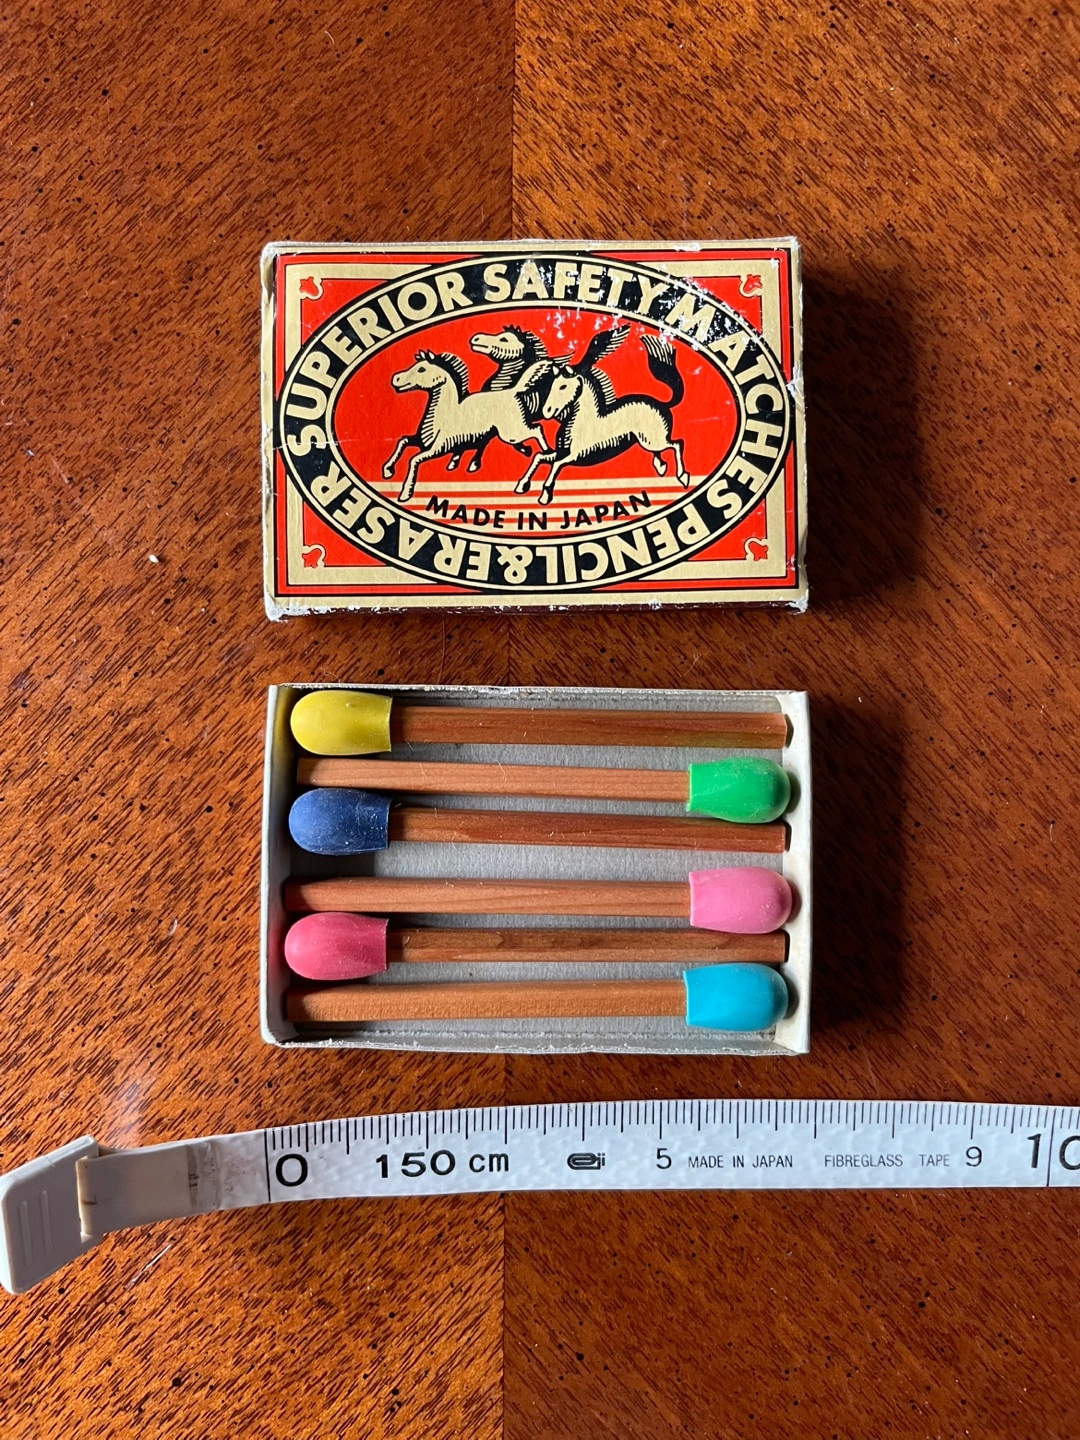 SUPERIOR SAFETY MATCHES PENCIL & ERASER
MADE IN JAPAN
0 150 cm eji 5 MADE IN JAPAN FIBREGLASS TAPE 9 10